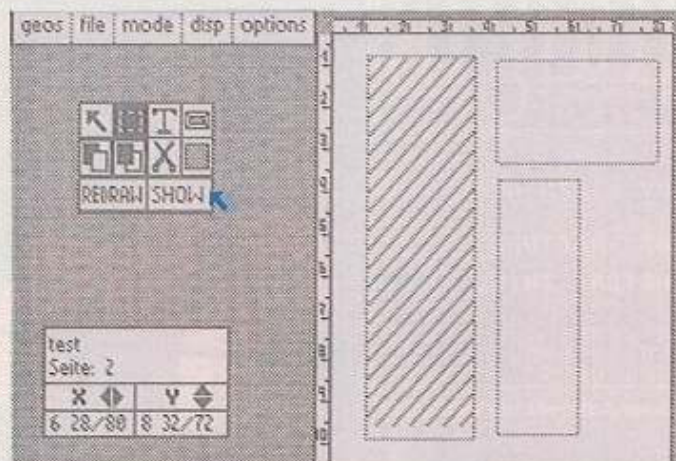 geos file mode disp options
REDRAW SHOW
test
Seite: 2
X Y
6 28/80 8 32/72